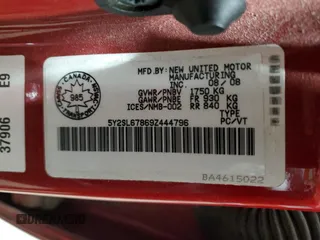 MFD.BY: NEW UNITED MOTOR
MANUFACTURING
INC. 08/08
GVWR/PNBV 1750 KG
GAWR/PNBE FR 930 KG
ICES/NMB-002 RR 840 KG
TYPE
PC/VT
CANADA
985
5Y2SL67869Z444796
BA4615022
37906 E9